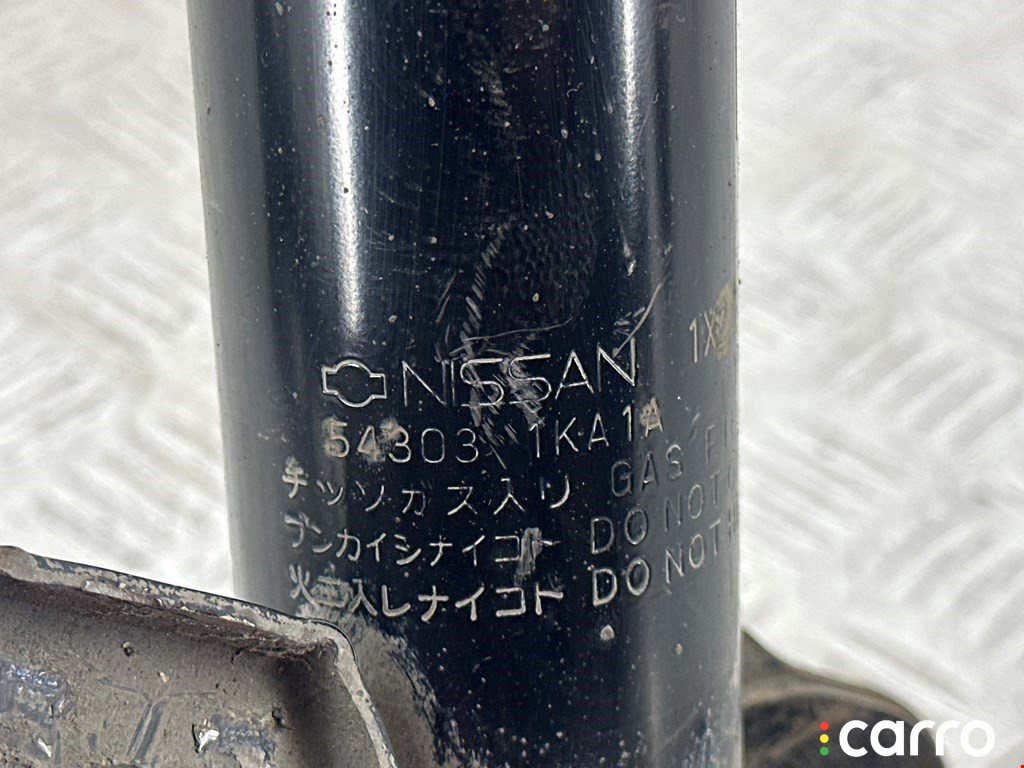 NISSAN
54303 1KA1A
チッソガス入リ GAS
ブンカイシナイコト DO NOT
火ニ入レナイコト DO NOT
carro